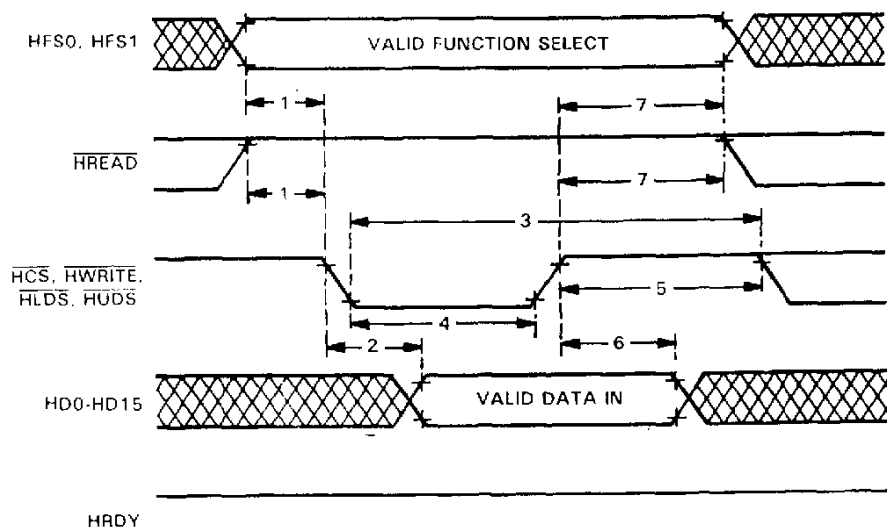 HFS0, HFS1
VALID FUNCTION SELECT
1
7
HREAD
1
7
3
HCS, HWRITE,
HLDS, HUDS
5
4
2
6
HD0-HD15
VALID DATA IN
HRDY